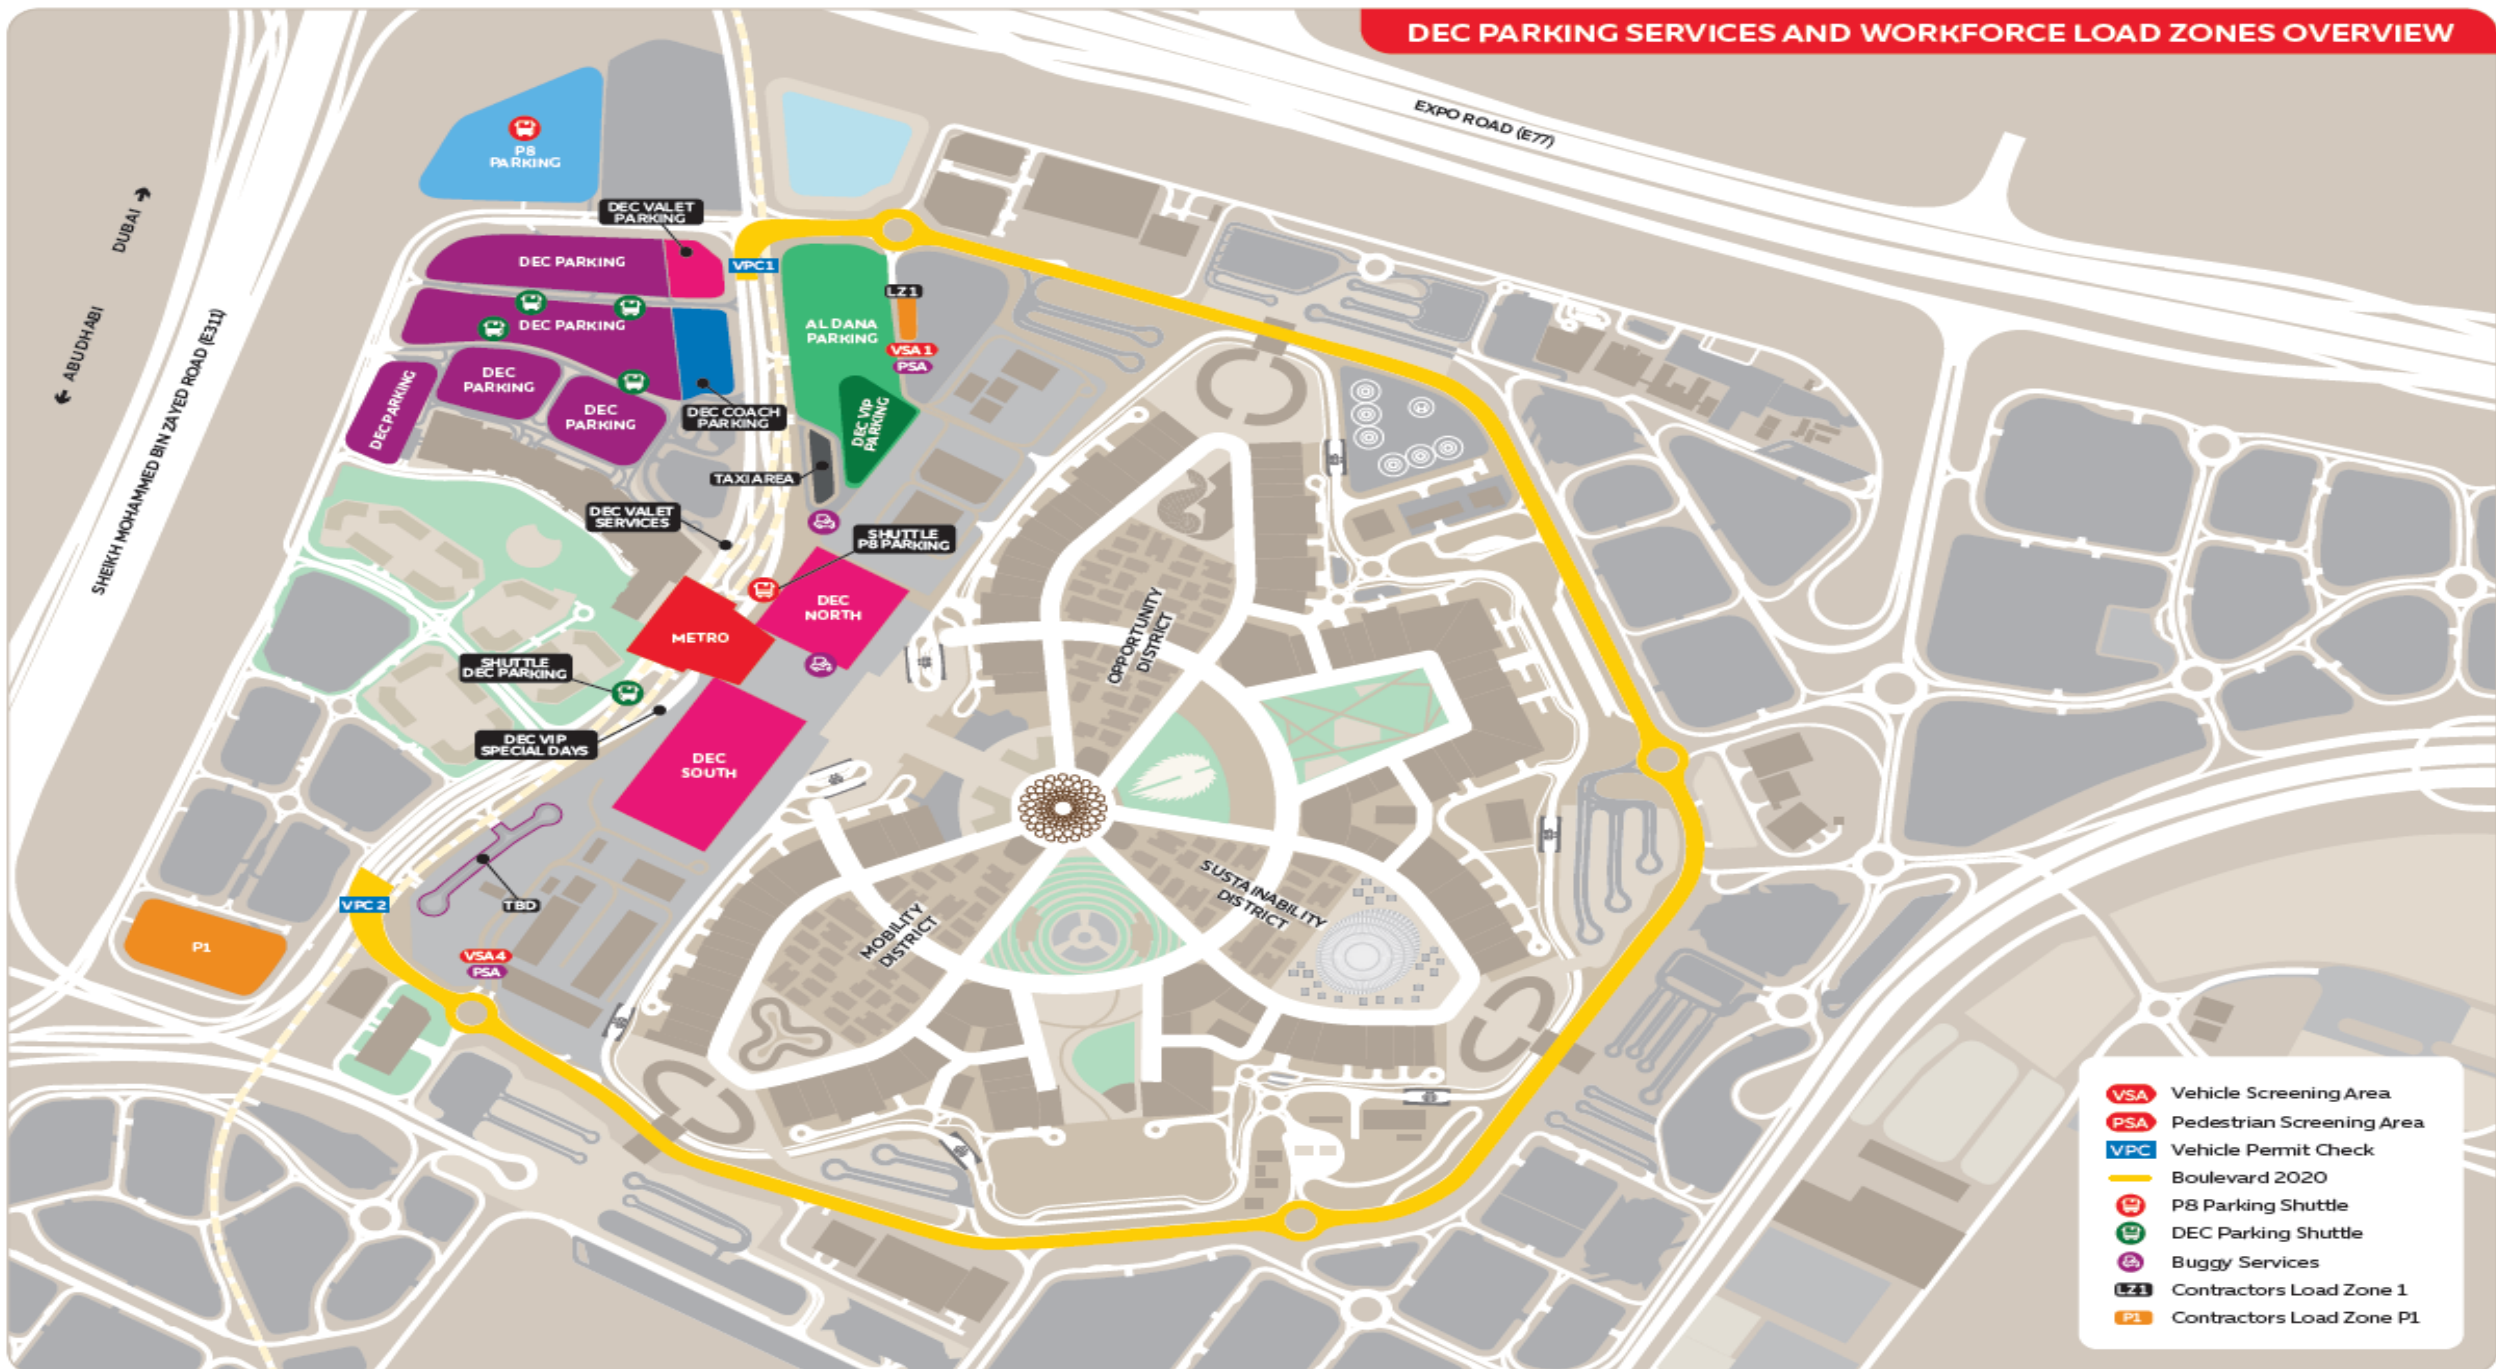 DEC PARKING SERVICES AND WORKFORCE LOAD ZONES OVERVIEW
EXPO ROAD (E77)
P8
PARKING
DUBAI
ABU DHABI
SHEIKH MOHAMMED BIN ZAYED ROAD (E311)
DEC VALET
PARKING
DEC PARKING
VPC 1
DEC PARKING
LZ1
AL DANA
PARKING
VSA 1
PSA
DEC
PARKING
DEC PARKING
DEC
PARKING
DEC COACH
PARKING
DEC VIP
PARKING
TAXI AREA
DEC VALET
SERVICES
SHUTTLE
P8 PARKING
DEC
NORTH
METRO
SHUTTLE
DEC PARKING
DEC VIP
SPECIAL DAYS
DEC
SOUTH
OPPORTUNITY
DISTRICT
SUSTAINABILITY
DISTRICT
MOBILITY
DISTRICT
TBD
VPC 2
P1
VSA 4
PSA
VSA Vehicle Screening Area
PSA Pedestrian Screening Area
VPC Vehicle Permit Check
Boulevard 2020
P8 Parking Shuttle
DEC Parking Shuttle
Buggy Services
LZ1 Contractors Load Zone 1
P1 Contractors Load Zone P1